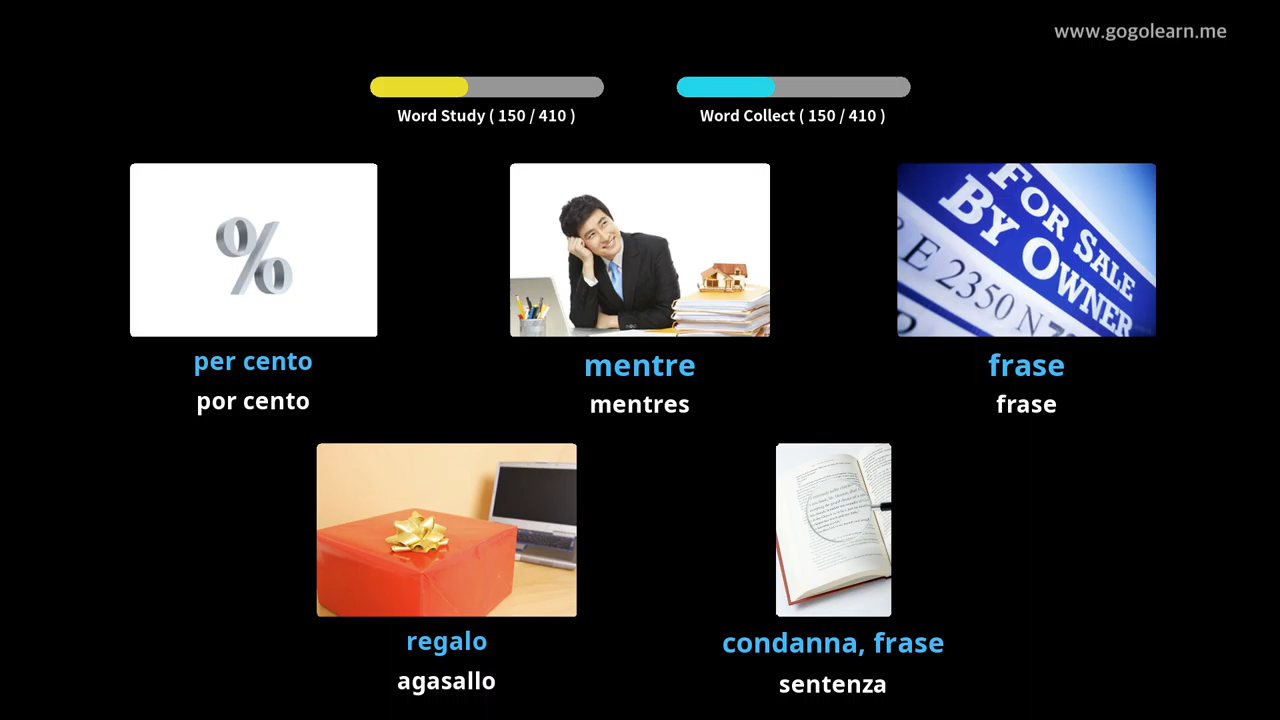 www.gogolearn.me
Word Study ( 150 / 410 )
Word Collect ( 150 / 410 )
%
FOR SALE
BY OWNER
E 2350 N
per cento
mentre
frase
por cento
mentres
frase
regalo
condanna, frase
agasallo
sentenza